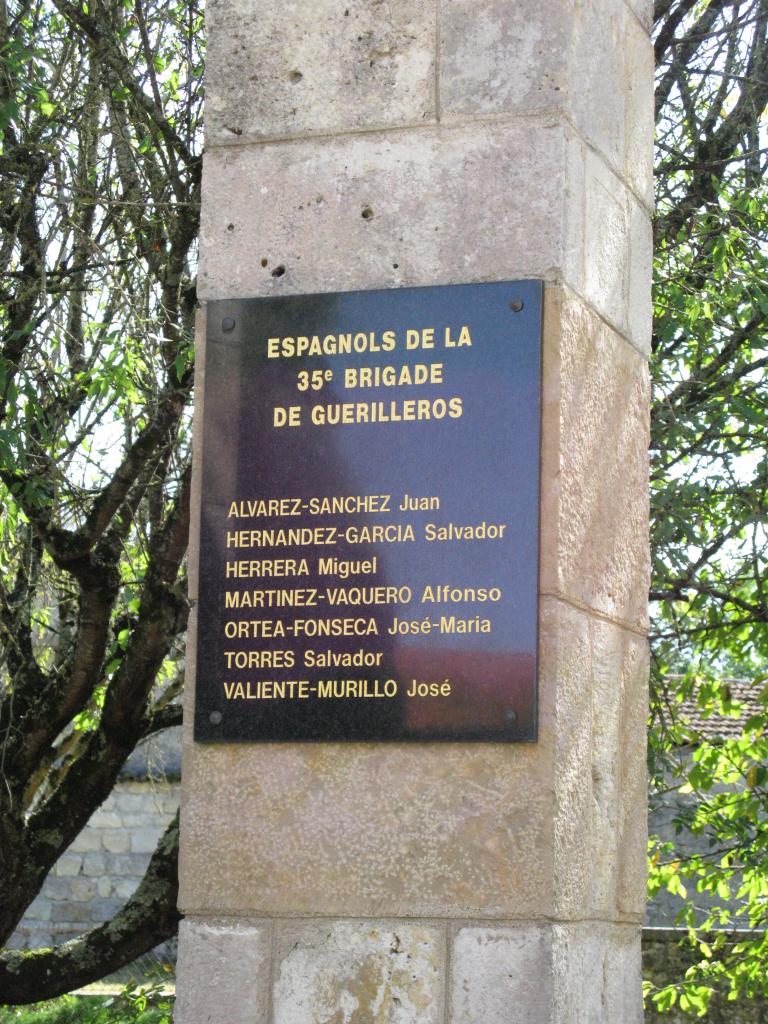 ESPAGNOLS DE LA
35e BRIGADE
DE GUERILLEROS
ALVAREZ-SANCHEZ Juan
HERNANDEZ-GARCIA Salvador
HERRERA Miguel
MARTINEZ-VAQUERO Alfonso
ORTEA-FONSECA José-Maria
TORRES Salvador
VALIENTE-MURILLO José